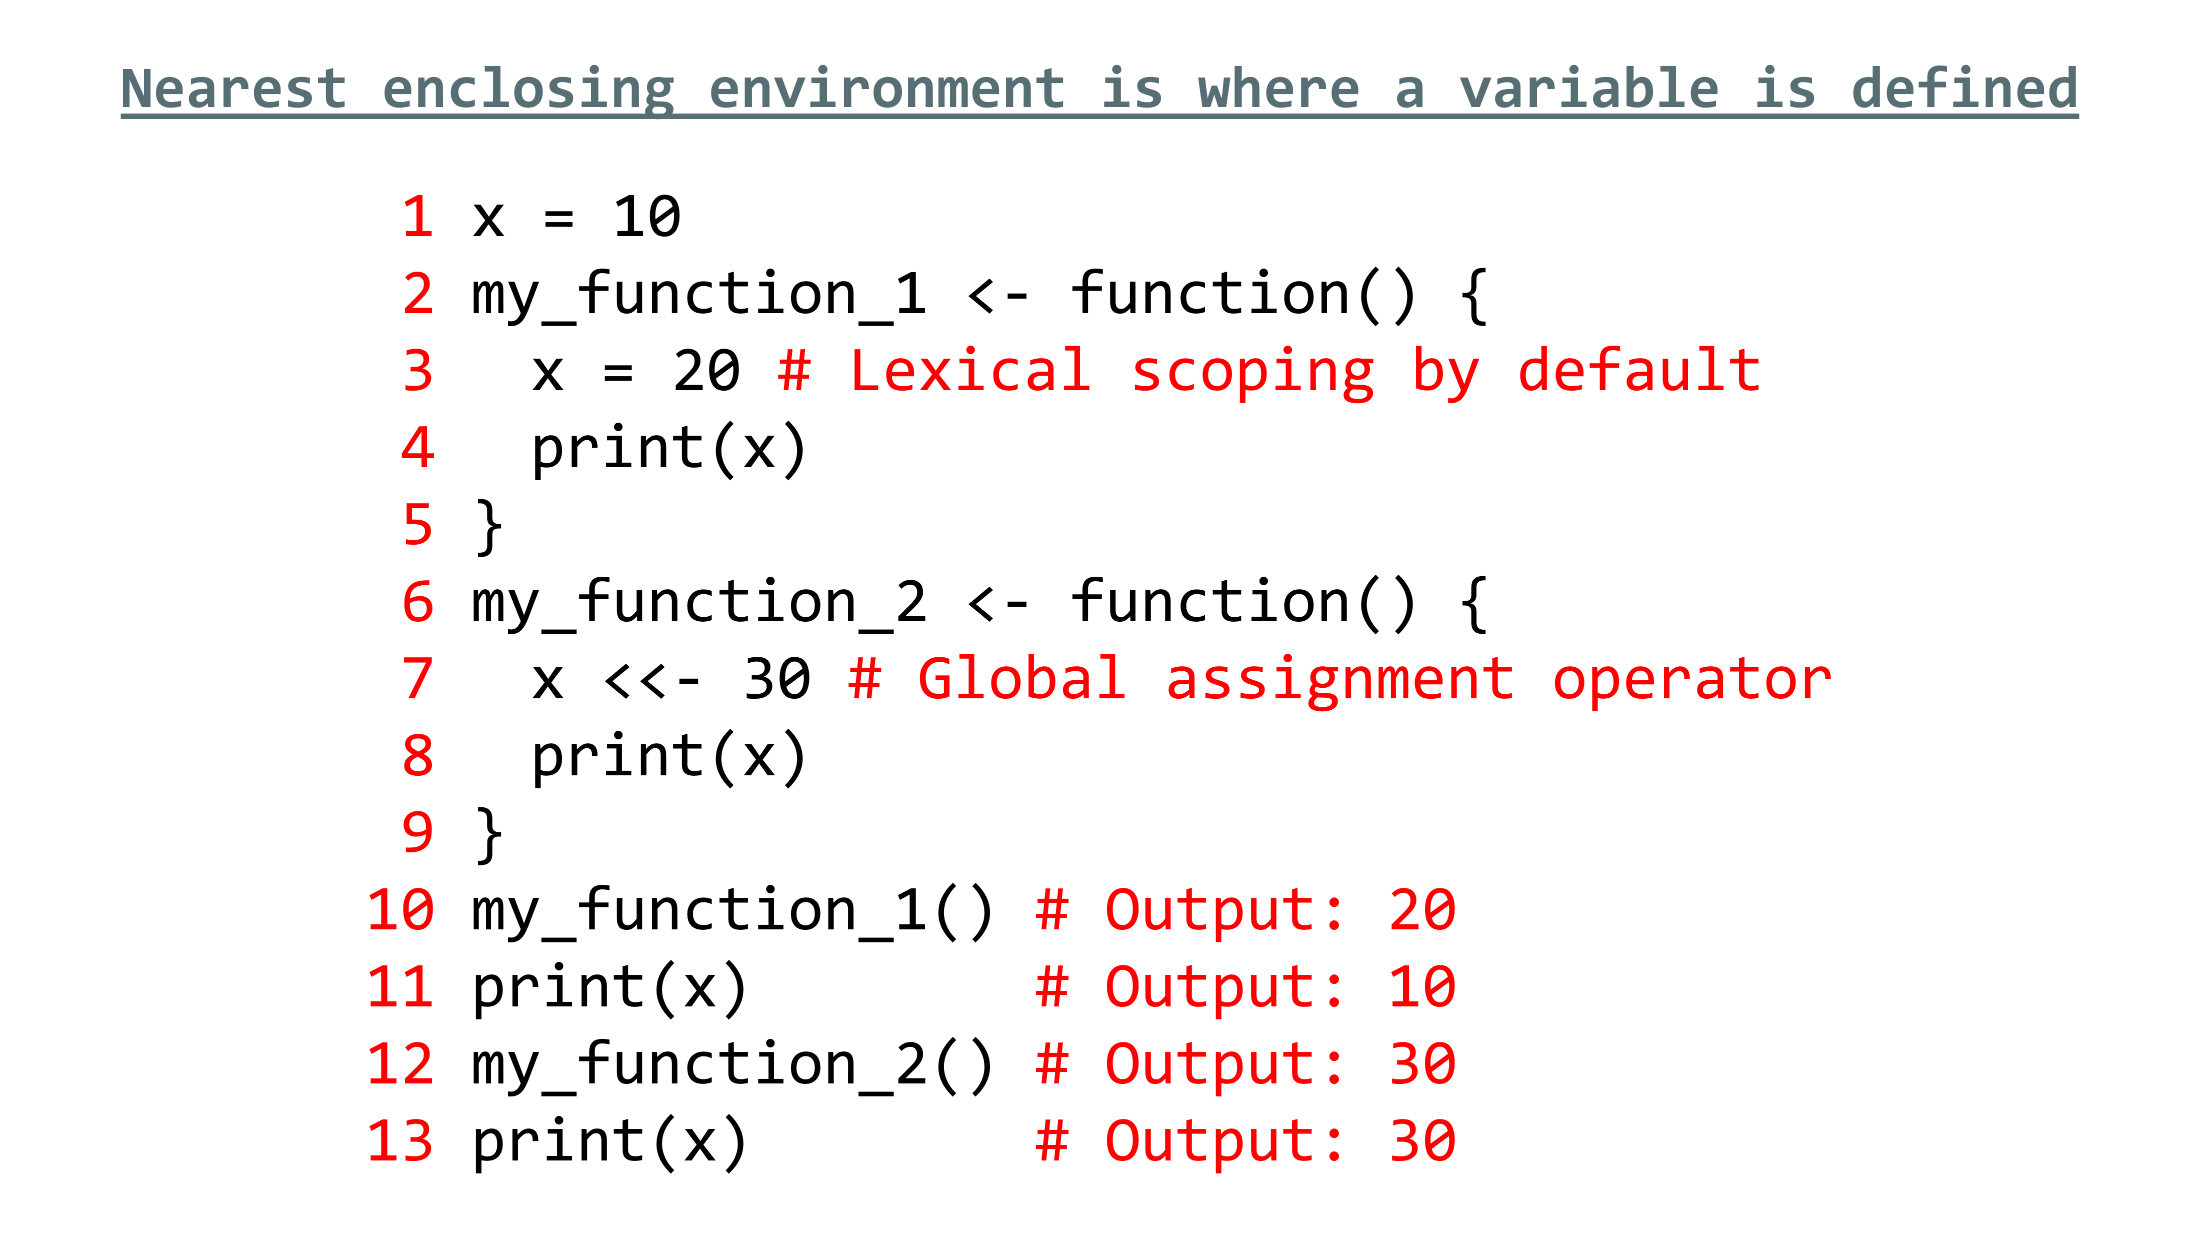 Nearest enclosing environment is where a variable is defined
1 x = 10
2 my_function_1 <- function() {
3   x = 20 # Lexical scoping by default
4   print(x)
5 }
6 my_function_2 <- function() {
7   x <<- 30 # Global assignment operator
8   print(x)
9 }
10 my_function_1() # Output: 20
11 print(x)        # Output: 10
12 my_function_2() # Output: 30
13 print(x)        # Output: 30